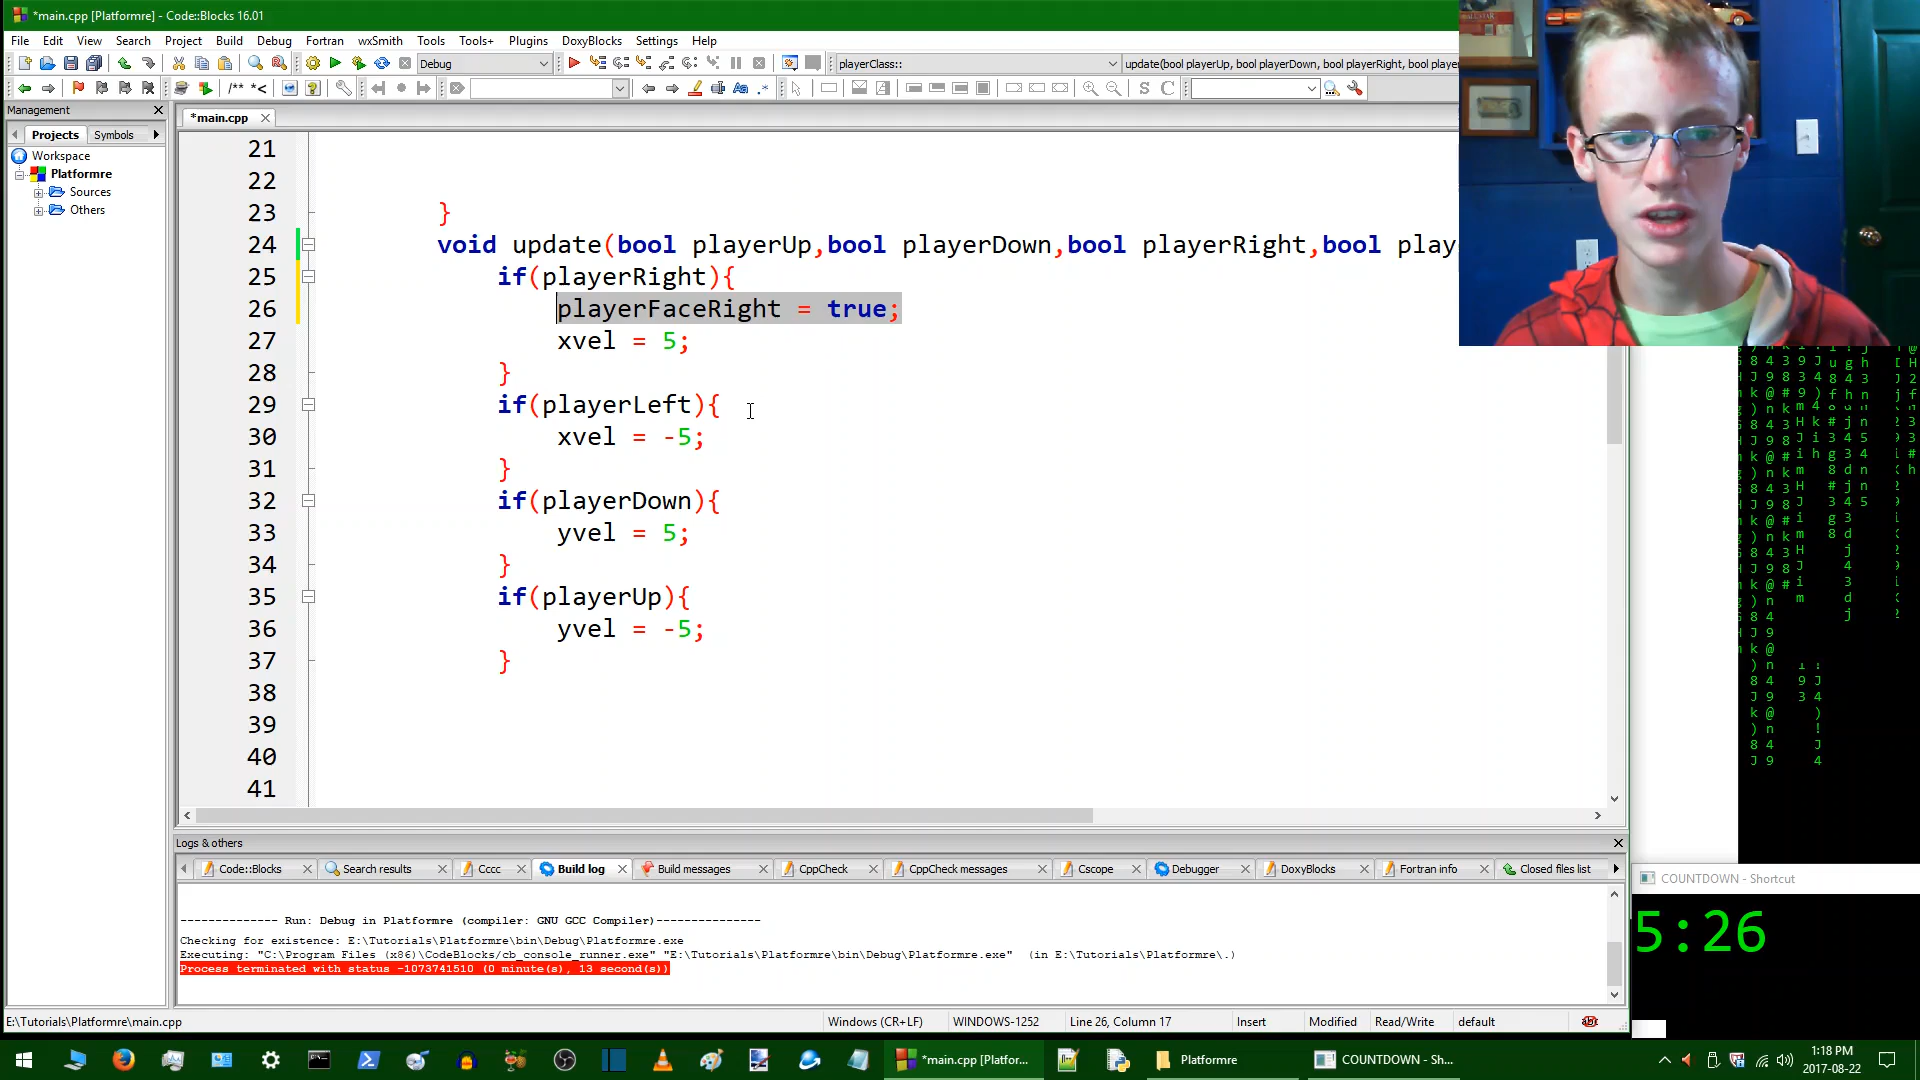 *main.cpp [Platformre] - Code::Blocks 16.01
File Edit View Search Project Build Debug Fortran wxSmith Tools Tools+ Plugins DoxyBlocks Settings Help
Debug
playerClass::
update(bool playerUp, bool playerDown, bool playerRight, bool playe
/** *<
Aa .*
S C
Management
*main.cpp
Projects Symbols
Workspace
Platformre
Sources
Others
21
22
23 }
24 void update(bool playerUp,bool playerDown,bool playerRight,bool play
25 if(playerRight){
26 playerFaceRight = true;
27 xvel = 5;
28 }
29 if(playerLeft){
30 xvel = -5;
31 }
32 if(playerDown){
33 yvel = 5;
34 }
35 if(playerUp){
36 yvel = -5;
37 }
38
39
40
41
Logs & others
Code::Blocks Search results Cccc Build log Build messages CppCheck CppCheck messages Cscope Debugger DoxyBlocks Fortran info Closed files list
-------------- Run: Debug in Platformre (compiler: GNU GCC Compiler)---------------
Checking for existence: E:\Tutorials\Platformre\bin\Debug\Platformre.exe
Executing: "C:\Program Files (x86)\CodeBlocks/cb_console_runner.exe" "E:\Tutorials\Platformre\bin\Debug\Platformre.exe"  (in E:\Tutorials\Platformre\.)
Process terminated with status -1073741510 (0 minute(s), 13 second(s))
COUNTDOWN - Shortcut
5:26
E:\Tutorials\Platformre\main.cpp Windows (CR+LF) WINDOWS-1252 Line 26, Column 17 Insert Modified Read/Write default
*main.cpp [Platfor... Platformre COUNTDOWN - Sh...
1:18 PM
2017-08-22